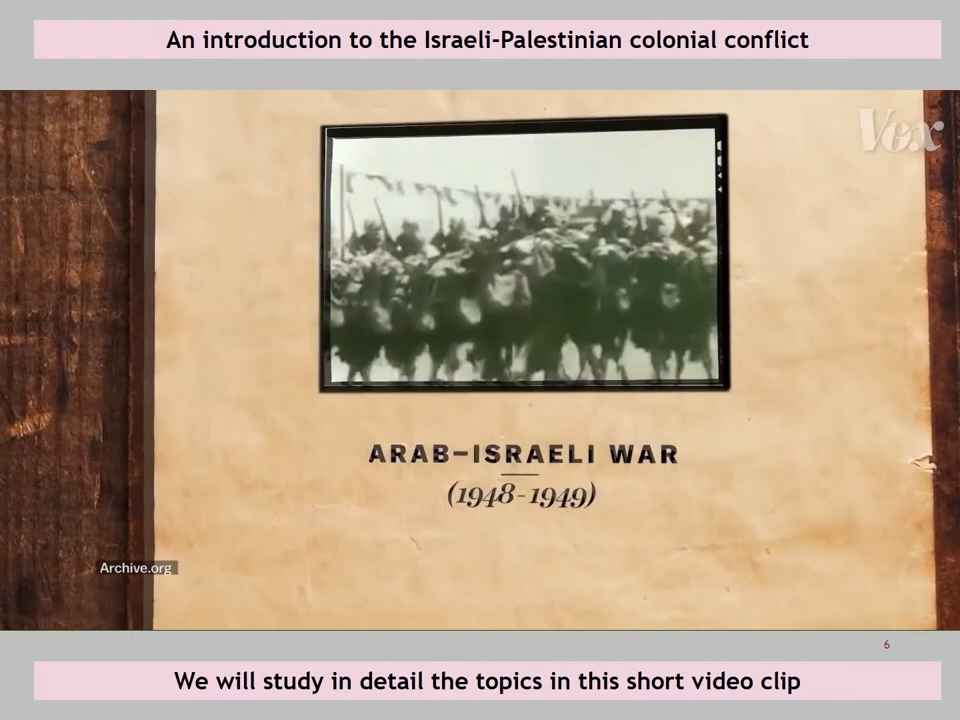 An introduction to the Israeli-Palestinian colonial conflict
Vox
ARAB–ISRAELI WAR
(1948-1949)
Archive.org
6
We will study in detail the topics in this short video clip